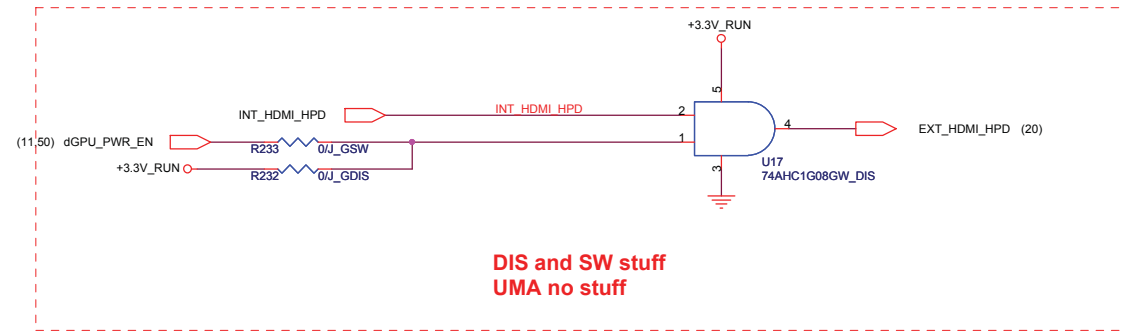 +3.3V_RUN
5
INT_HDMI_HPD
INT_HDMI_HPD
2
(11,50) dGPU_PWR_EN
1
4
EXT_HDMI_HPD (20)
R233
0/J_GSW
+3.3V_RUN
R232
0/J_GDIS
3
U17
74AHC1G08GW_DIS
DIS and SW stuff
UMA no stuff